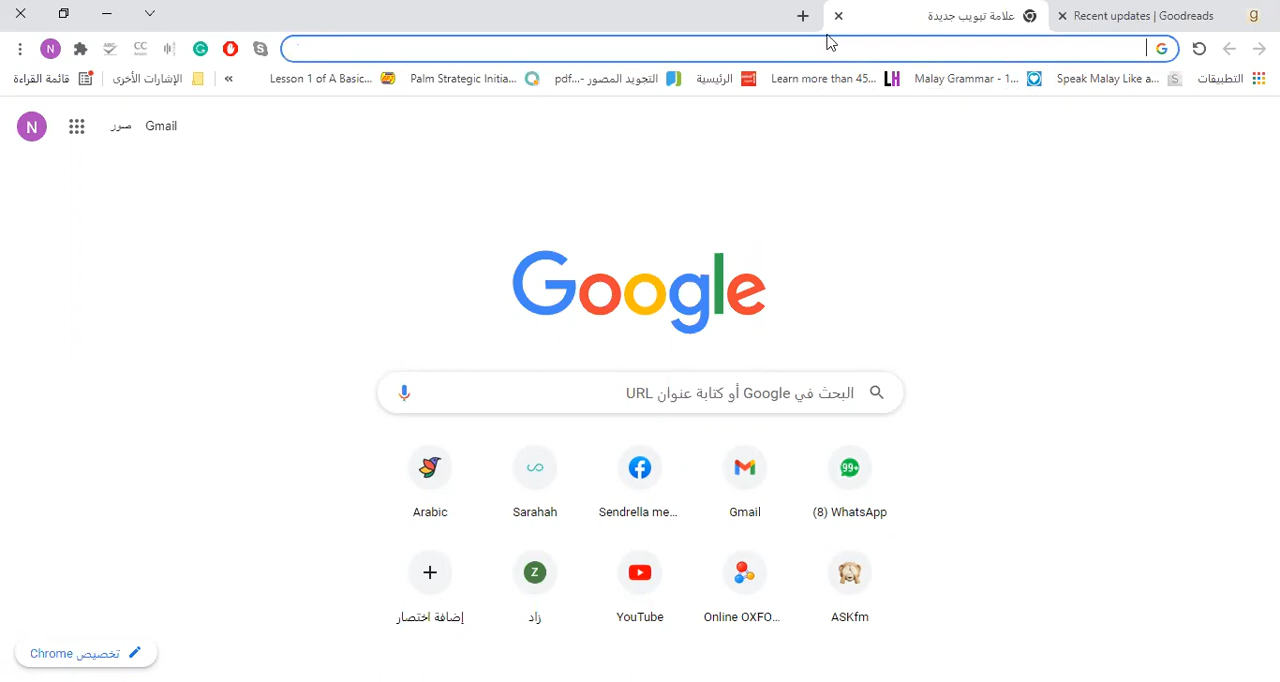 Recent updates | Goodreads
علامة تبويب جديدة
التطبيقات
Speak Malay Like a...
Malay Grammar - 1...
Learn more than 45...
الرئيسية
التجويد المصور -...pdf
Palm Strategic Initia...
Lesson 1 of A Basic...
»
الإشارات الأخرى
قائمة القراءة
N
صور
Gmail
N
Google
البحث في Google أو كتابة عنوان URL
99+
(8) WhatsApp
Gmail
Sendrella me...
Sarahah
Arabic
ASKfm
Online OXFO...
YouTube
Z
زاد
إضافة اختصار
تخصيص Chrome